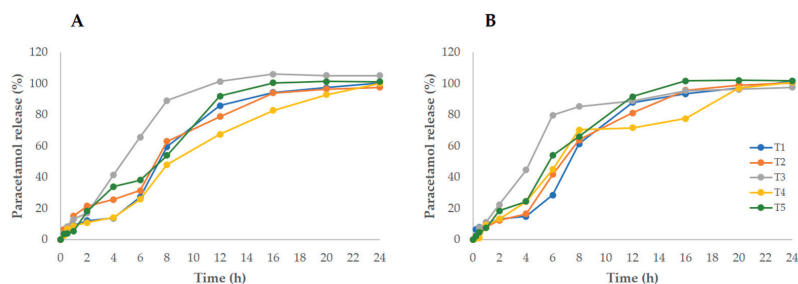 A
Paracetamol release (%)
120
100
80
60
40
20
0
0 2 4 6 8 10 12 14 16 18 20 22 24
Time (h)
B
Paracetamol release (%)
120
100
80
60
40
20
0
0 2 4 6 8 10 12 14 16 18 20 22 24
Time (h)
T1
T2
T3
T4
T5